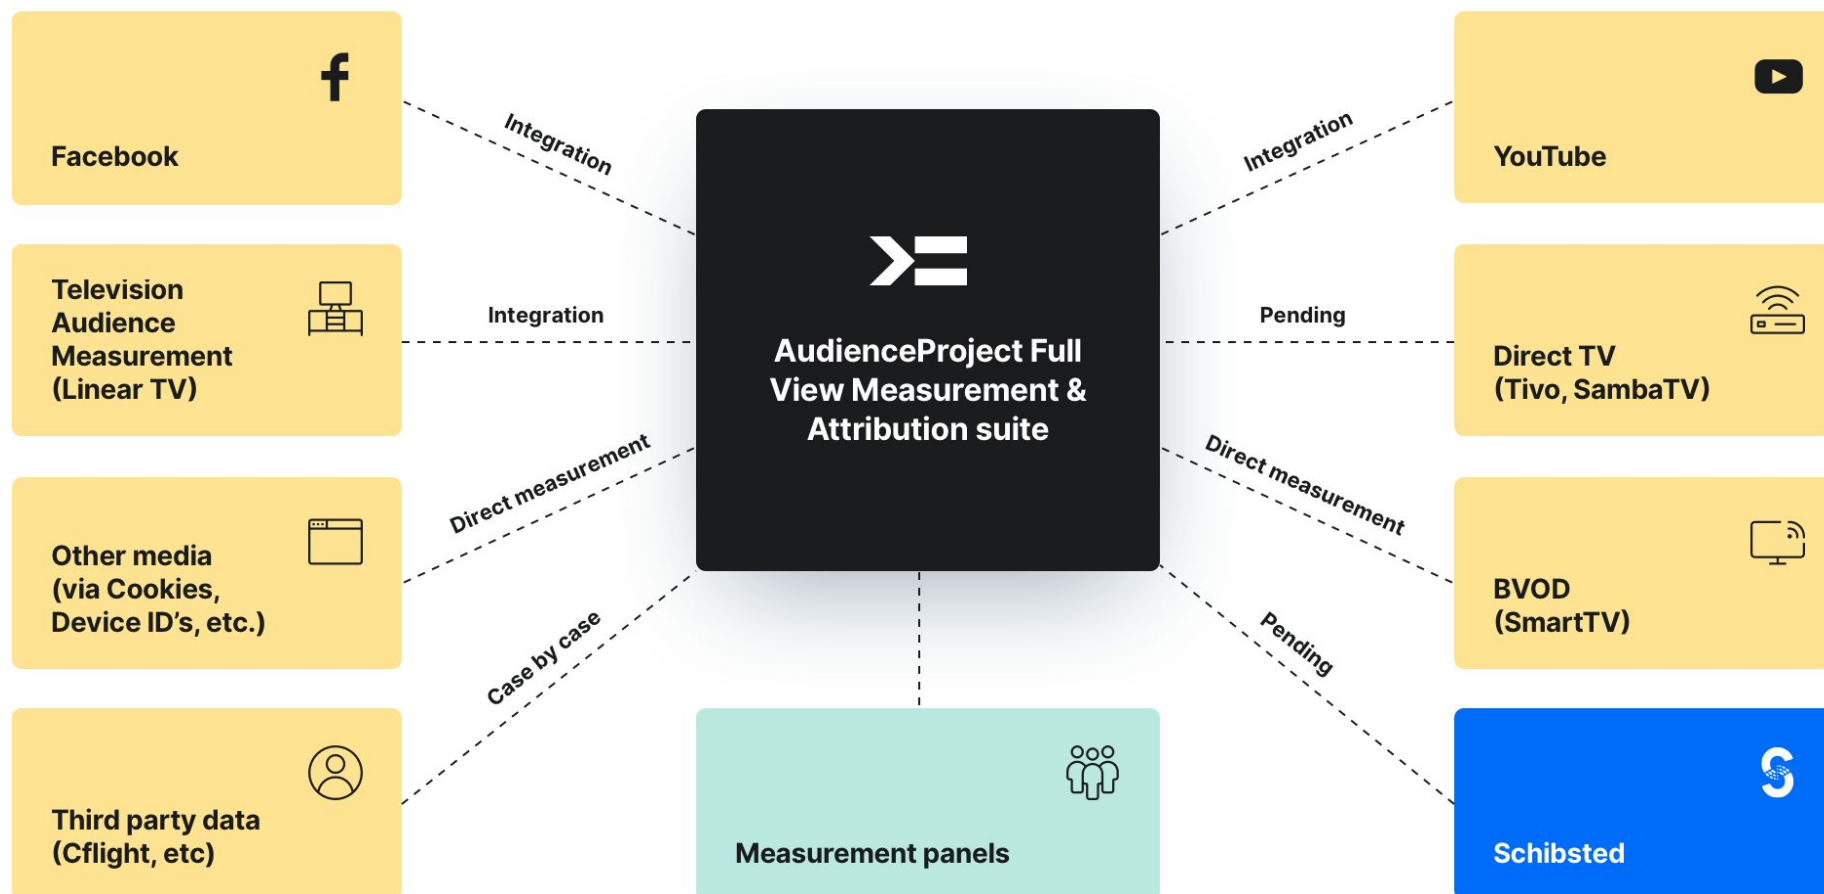 Facebook
Integration
Integration
YouTube
Television
Audience
Measurement
(Linear TV)
Integration
AudienceProject Full
View Measurement &
Attribution suite
Pending
Direct TV
(Tivo, SambaTV)
Other media
(via Cookies,
Device ID’s, etc.)
Direct measurement
Direct measurement
BVOD
(SmartTV)
Third party data
(Cflight, etc)
Case by case
Measurement panels
Pending
Schibsted